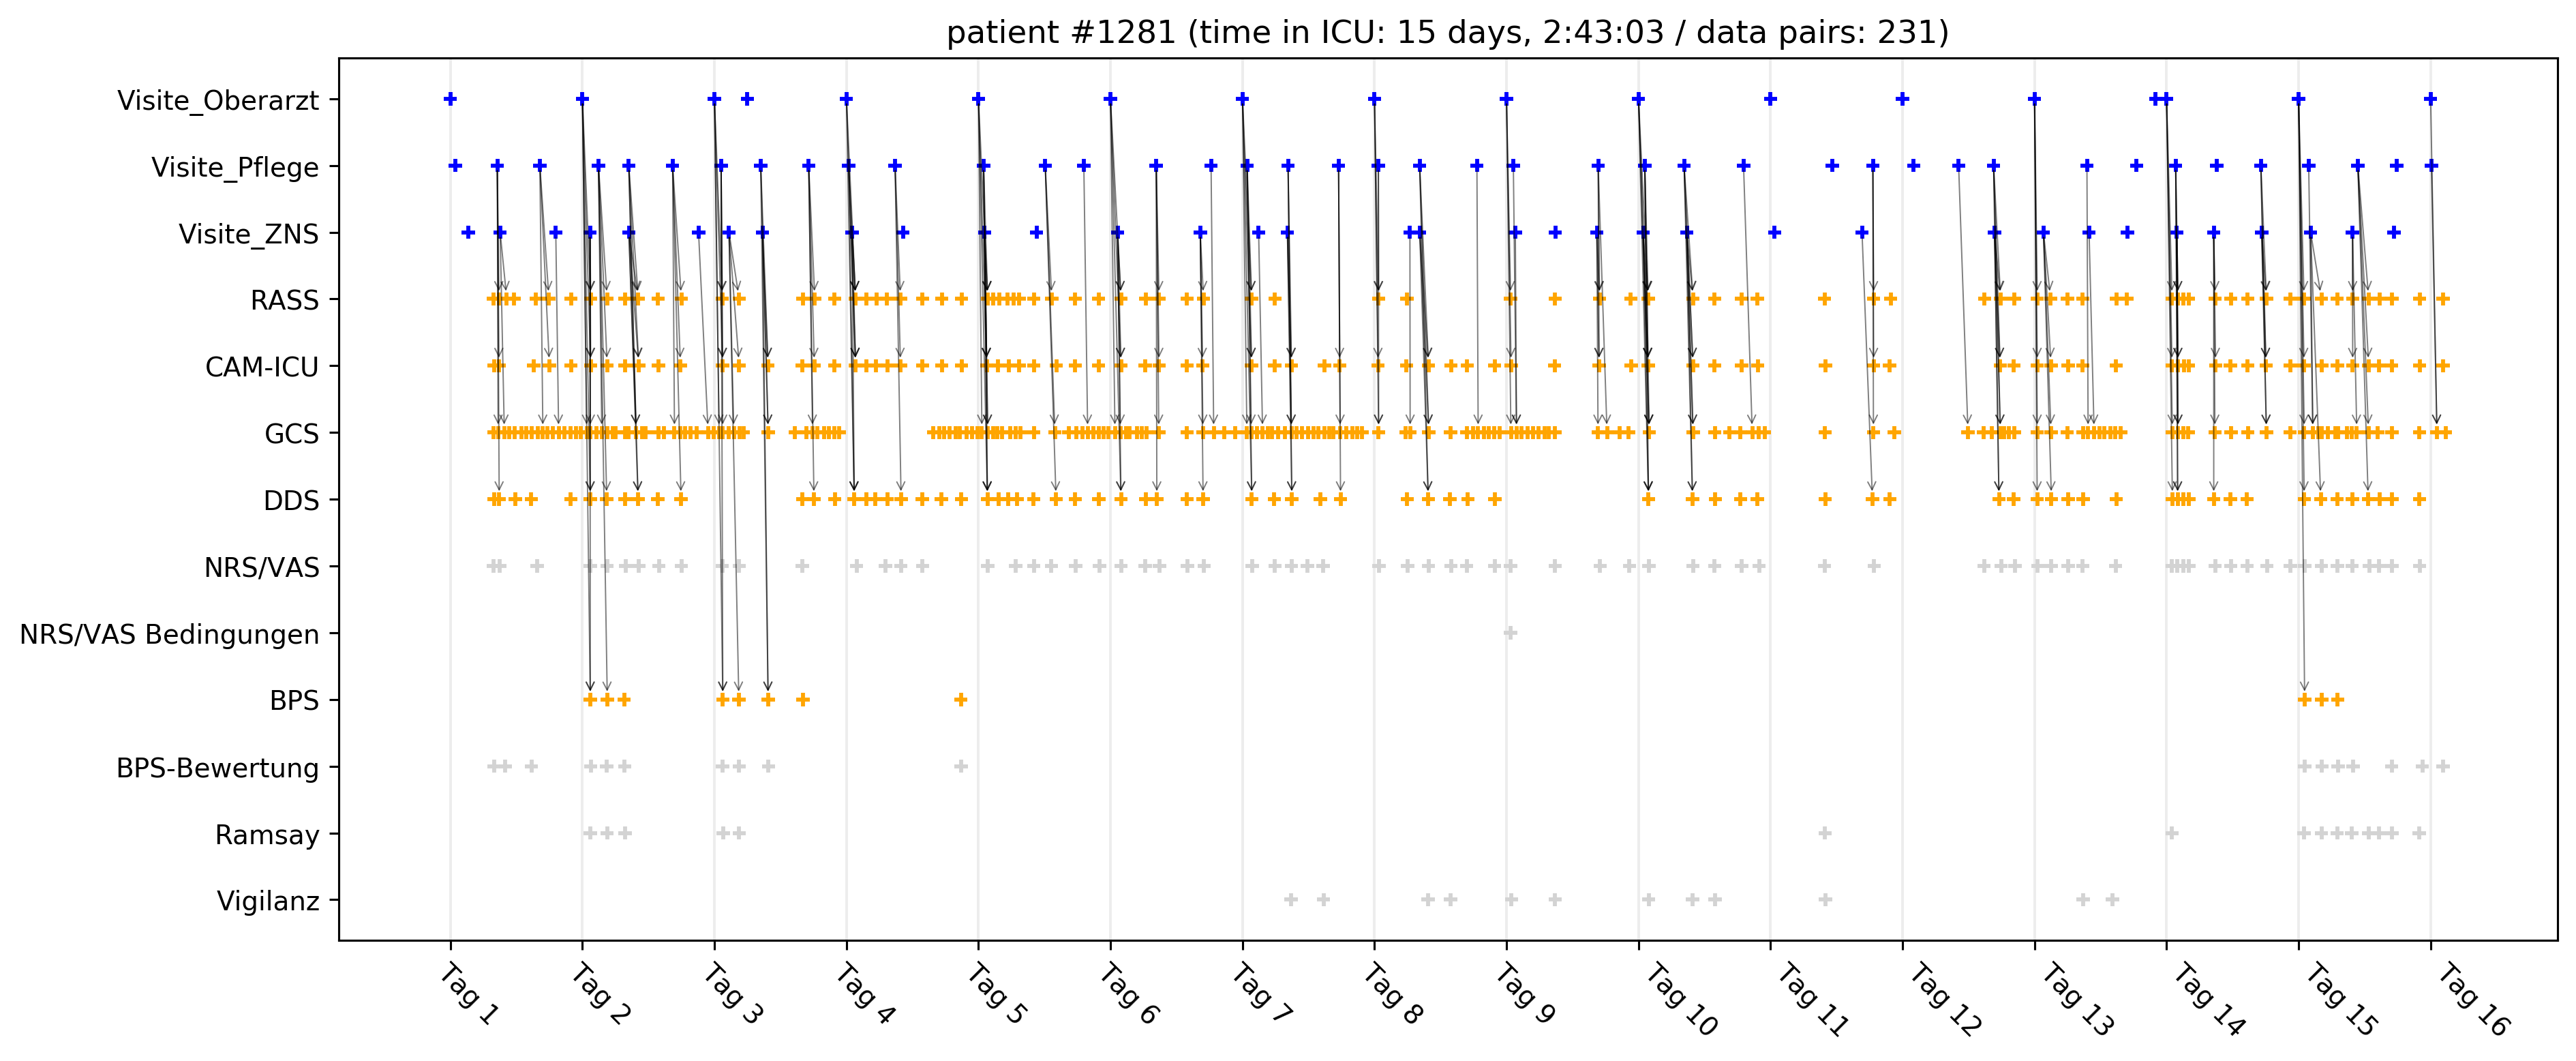 patient #1281 (time in ICU: 15 days, 2:43:03 / data pairs: 231)
Visite_Oberarzt
Visite_Pflege
Visite_ZNS
RASS
CAM-ICU
GCS
DDS
NRS/VAS
NRS/VAS Bedingungen
BPS
BPS-Bewertung
Ramsay
Vigilanz
Tag 1
Tag 2
Tag 3
Tag 4
Tag 5
Tag 6
Tag 7
Tag 8
Tag 9
Tag 10
Tag 11
Tag 12
Tag 13
Tag 14
Tag 15
Tag 16